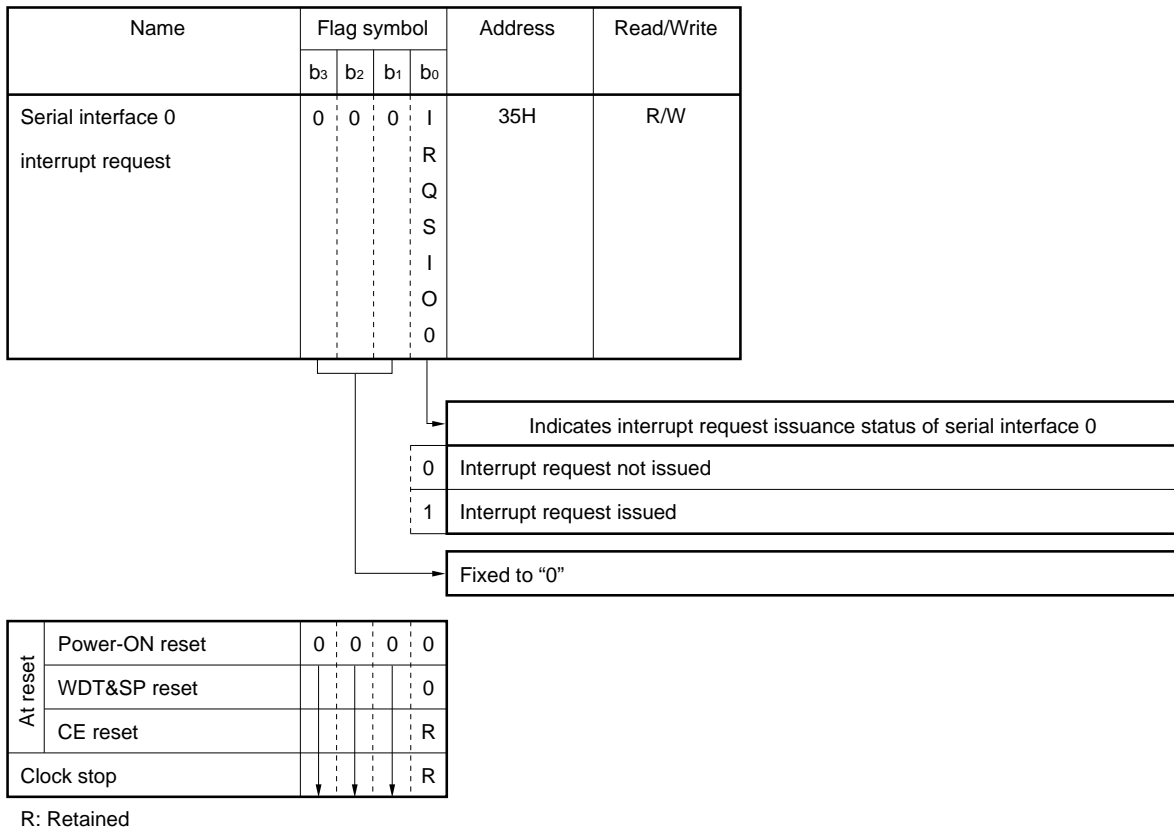 Name Flag symbol Address Read/Write
b3 b2 b1 b0
Serial interface 0 0 0 0 I 35H R/W
interrupt request R
Q
S
I
O
0
Indicates interrupt request issuance status of serial interface 0
0 Interrupt request not issued
1 Interrupt request issued
Fixed to “0”
At reset
Power-ON reset 0 0 0 0
WDT&SP reset 0
CE reset R
Clock stop R
R: Retained